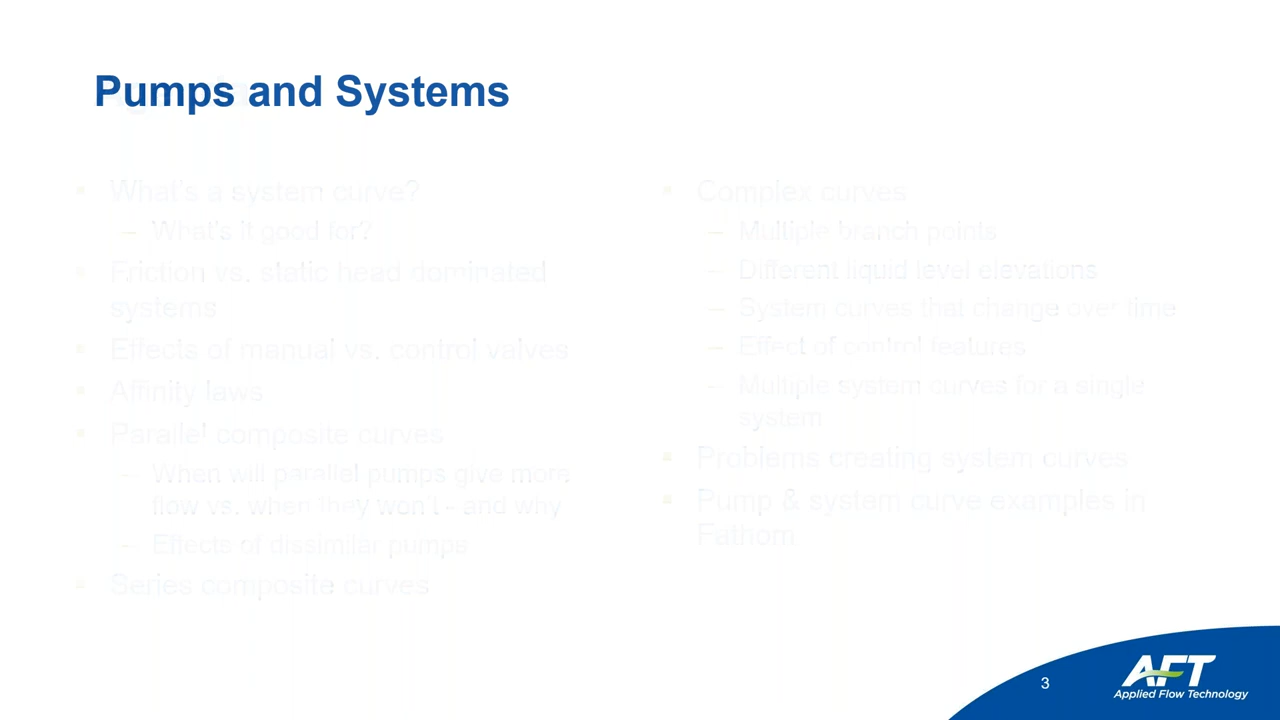 Pumps and Systems
• What's a system curve?
– What's it good for?
• Friction vs. static head dominated
systems
• Effects of manual vs. control valves
• Affinity laws
• Parallel composite curves
– When will parallel pumps give more
flow vs. when they won't - and why
– Effects of dissimilar pumps
• Series composite curves
• Complex curves
– Multiple branch points
– Different liquid level elevations
– System curves that change over time
– Effect of control features
– Multiple system curves for a single
system
• Problems creating system curves
• Pump & system curve examples in
Fathom
3
AFT
Applied Flow Technology